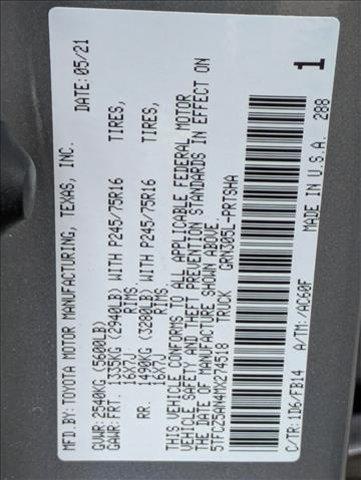 MFD.BY: TOYOTA MOTOR MANUFACTURING, TEXAS, INC. DATE: 05/21
GVWR: 2540KG (5600LB)
GAWR: FRT. 1335KG (2940LB) WITH P245/75R16 TIRES,
16X7J RIMS,
RR. 1490KG (3280LB) WITH P245/75R16 TIRES,
16X7J RIMS.
THIS VEHICLE CONFORMS TO ALL APPLICABLE FEDERAL MOTOR
VEHICLE SAFETY AND THEFT PREVENTION STANDARDS IN EFFECT ON
THE DATE OF MANUFACTURE SHOWN ABOVE.
5TFCZ5AN4MX274518 TRUCK GRN305L-PRTSHA
C/TR: 1D6/FB14 A/TM: /AC60F MADE IN U.S.A. 288
1